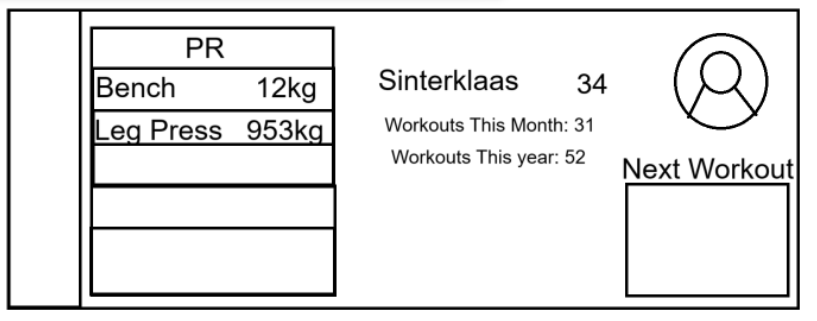 PR
Bench 12kg
Leg Press 953kg
Sinterklaas 34
Workouts This Month: 31
Workouts This year: 52
Next Workout